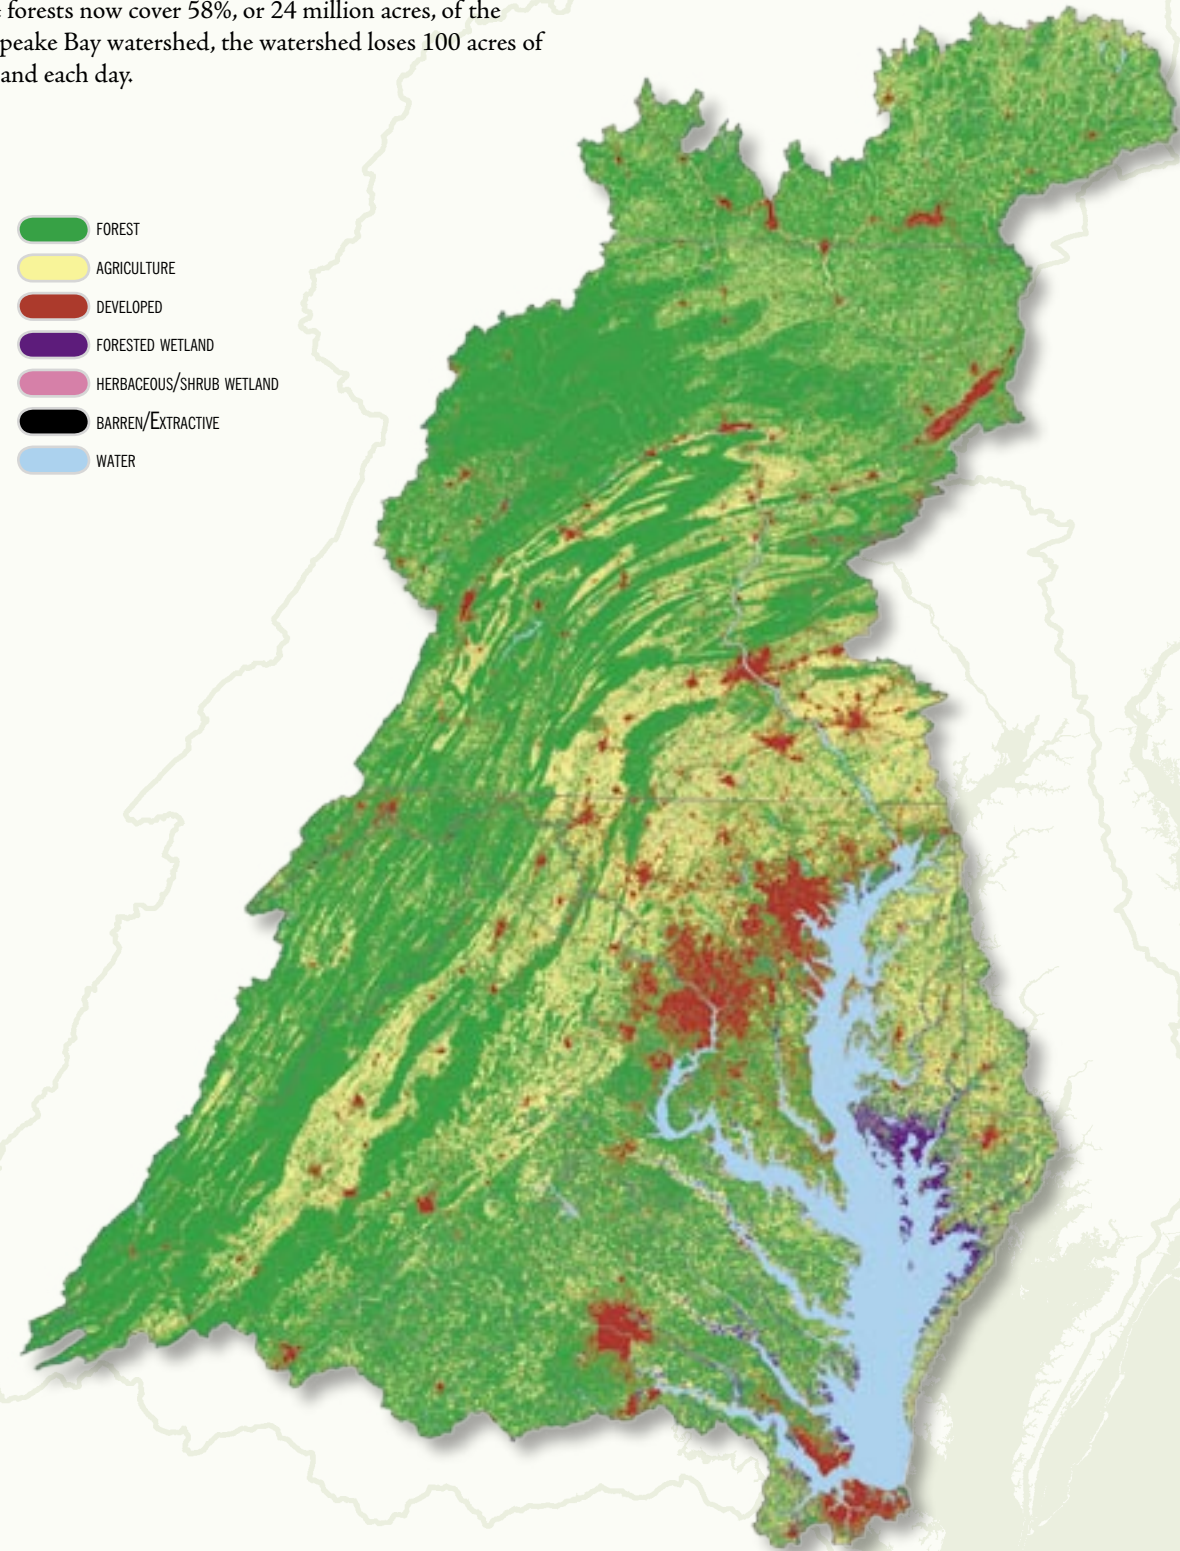 forests now cover 58%, or 24 million acres, of the
peake Bay watershed, the watershed loses 100 acres of
and each day.
FOREST
AGRICULTURE
DEVELOPED
FORESTED WETLAND
HERBACEOUS/SHRUB WETLAND
BARREN/EXTRACTIVE
WATER